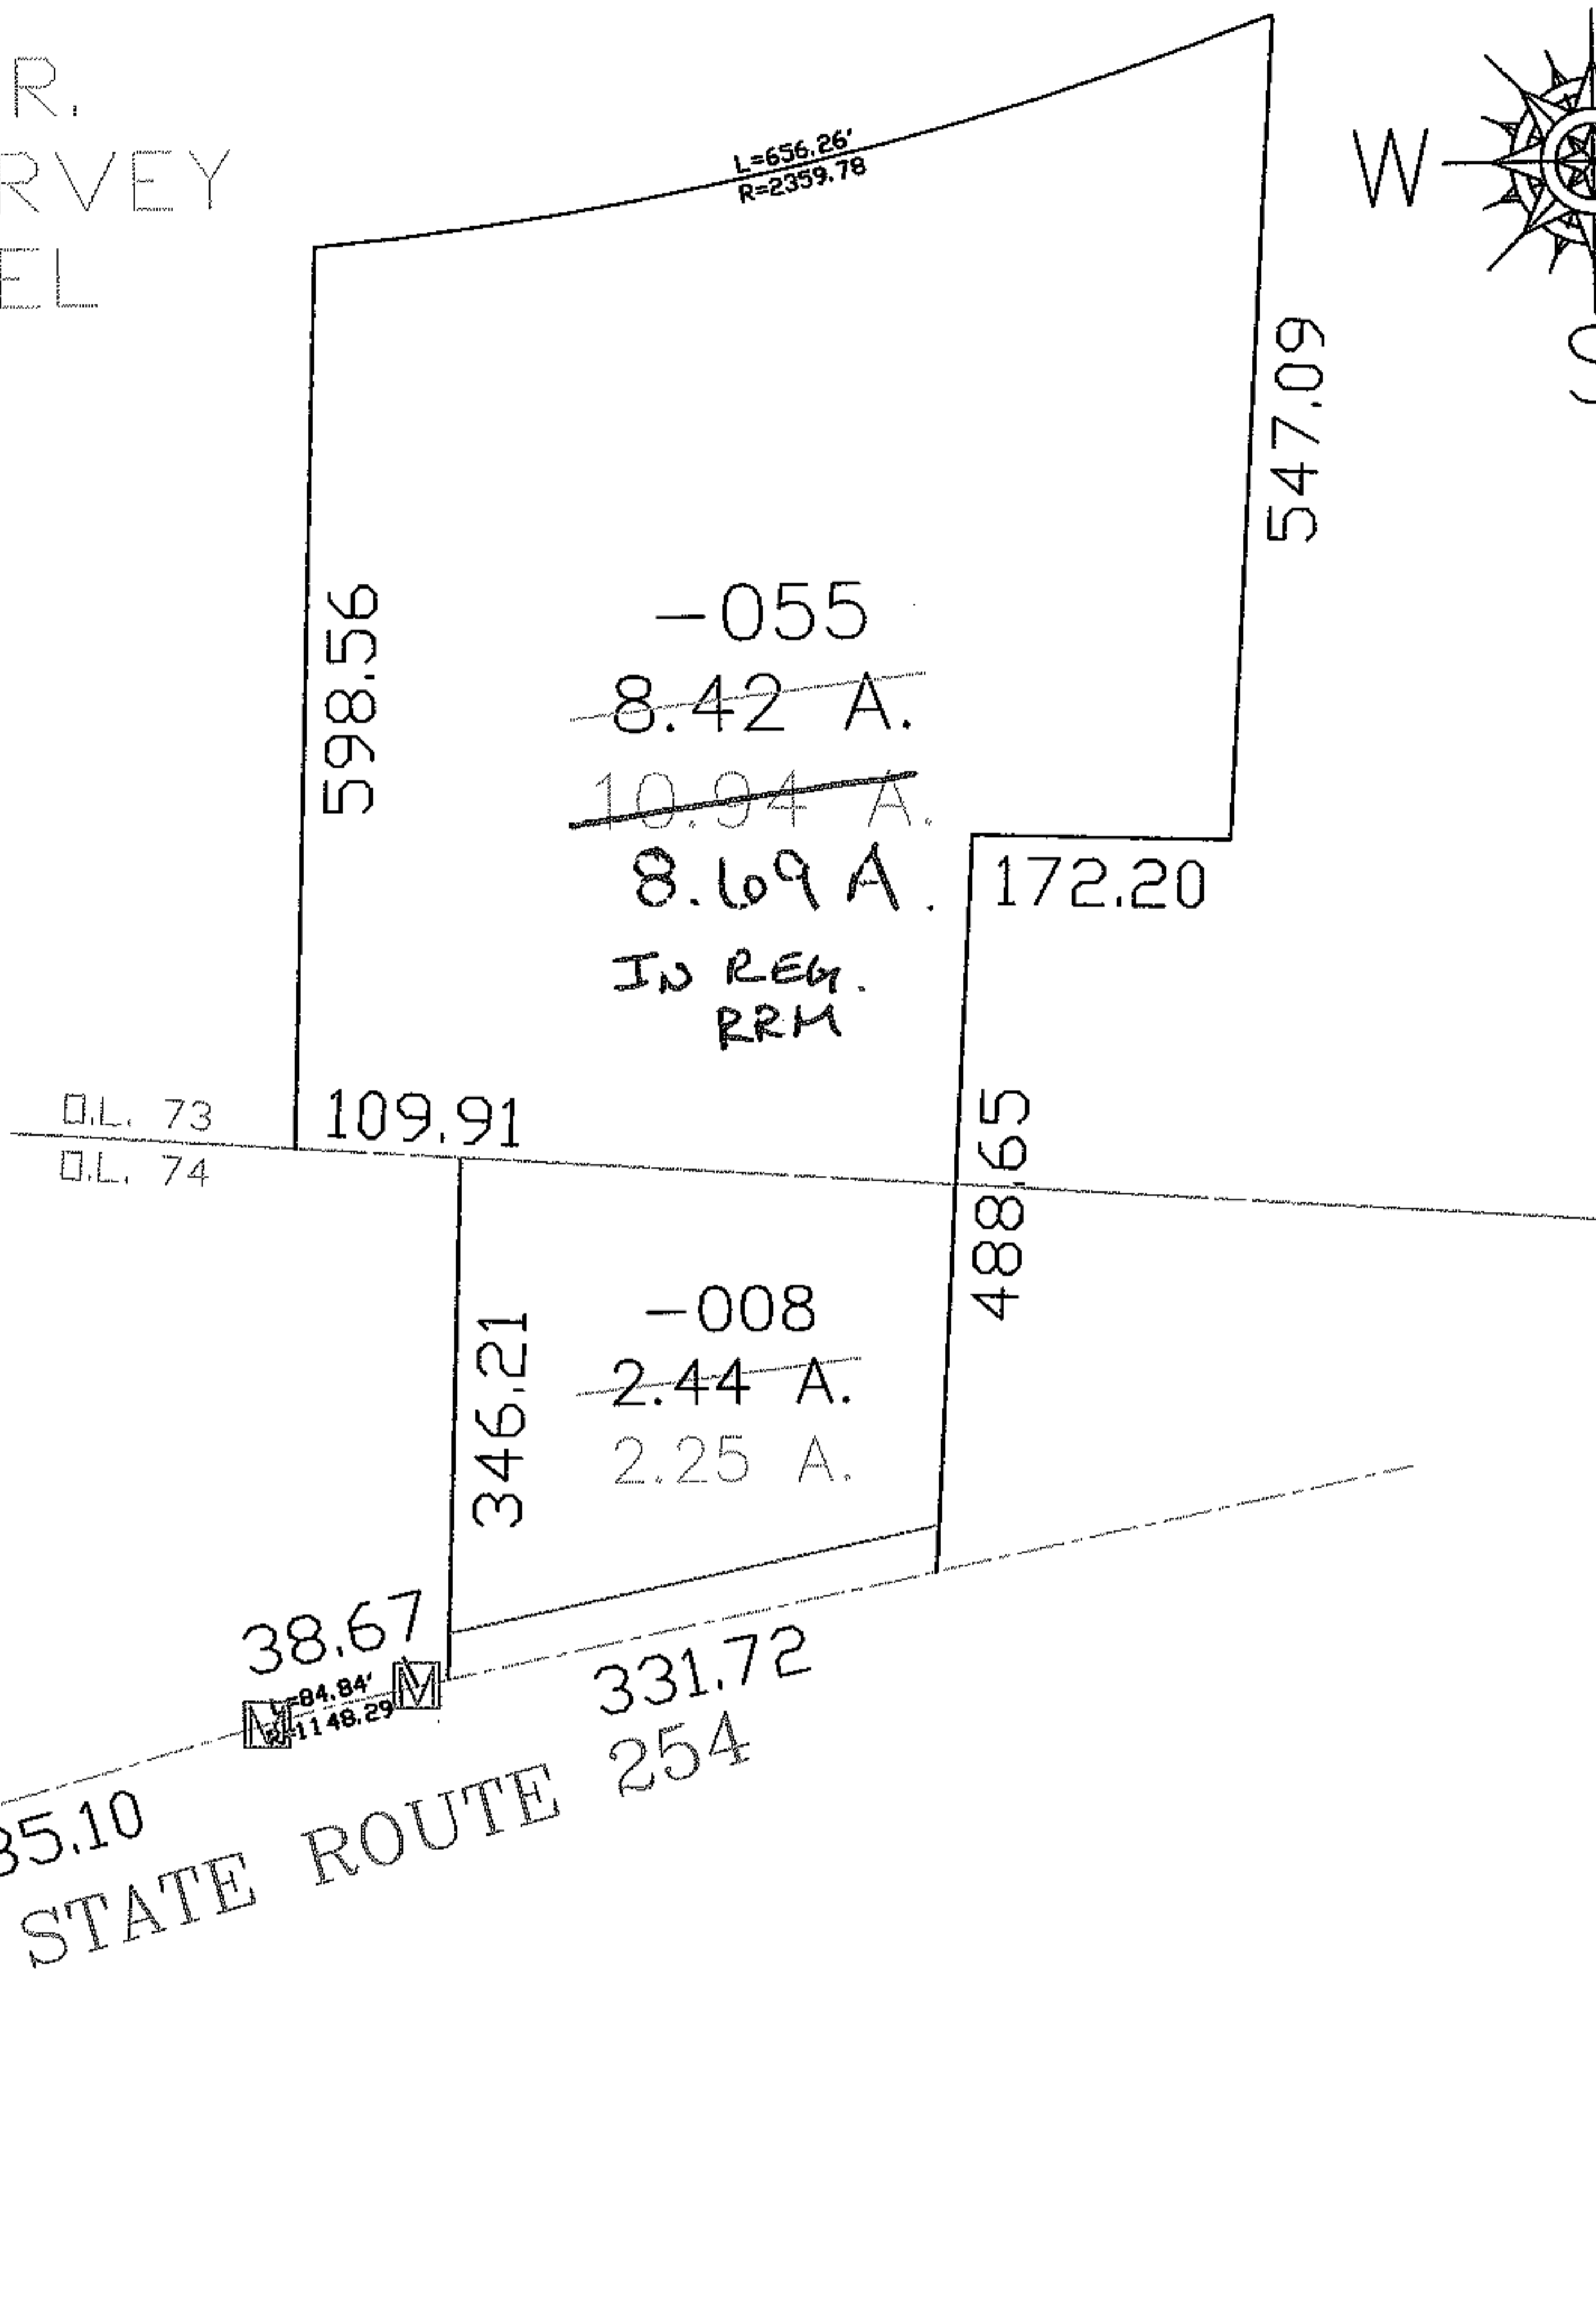 R.
RVEY
EL
L=656.26'
R=2359.78
W
S
547.09
598.56
-055
8.42 A.
10.94 A.
8.69 A.
IN REG.
RRM
172.20
O.L. 73
109.91
O.L. 74
488.65
-008
2.44 A.
2.25 A.
346.21
38.67
M
M
L=84.84'
R=1148.29
331.72
35.10
STATE ROUTE 254